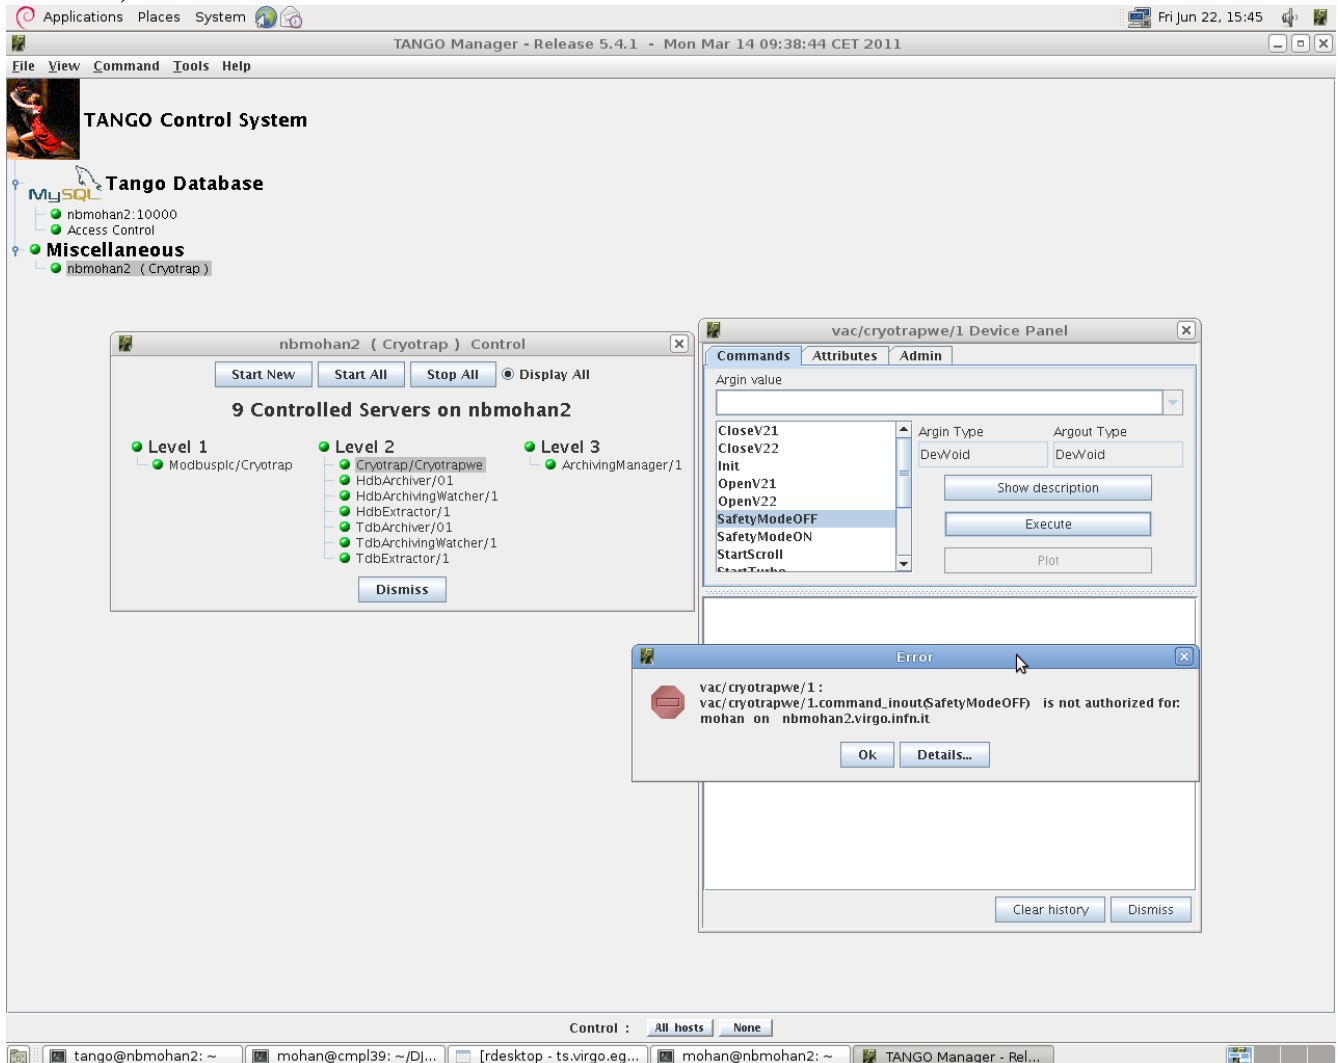 Applications Places System
Fri Jun 22, 15:45
TANGO Manager - Release 5.4.1 - Mon Mar 14 09:38:44 CET 2011
File View Command Tools Help
TANGO Control System
MySQL Tango Database
nbmohan2:10000
Access Control
Miscellaneous
nbmohan2 ( Cryotrap )
nbmohan2 ( Cryotrap ) Control
Start New Start All Stop All Display All
9 Controlled Servers on nbmohan2
Level 1 Level 2 Level 3
Modbusplc/Cryotrap Cryotrap/Cryotrapwe ArchivingManager/1
HdbArchiver/01
HdbArchivingWatcher/1
HdbExtractor/1
TdbArchiver/01
TdbArchivingWatcher/1
TdbExtractor/1
Dismiss
vac/cryotrapwe/1 Device Panel
Commands Attributes Admin
Argin value
CloseV21
CloseV22
Init
OpenV21
OpenV22
SafetyModeOFF
SafetyModeON
StartScroll
StartTurbo
Argin Type Argout Type
DevVoid DevVoid
Show description
Execute
Plot
Error
vac/cryotrapwe/1 :
vac/cryotrapwe/1.command_inout(SafetyModeOFF) is not authorized for:
mohan on nbmohan2.virgo.infn.it
Ok Details...
Clear history Dismiss
Control : All hosts None
tango@nbmohan2: ~ mohan@cmpl39: ~/DJ... [rdesktop - ts.virgo.eg... mohan@nbmohan2: ~ TANGO Manager - Rel...